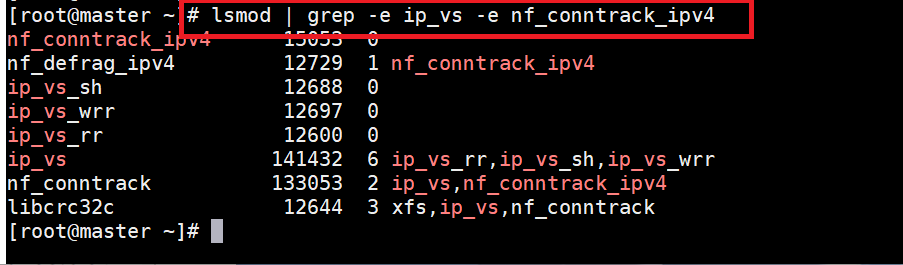 [root@master ~]# lsmod | grep -e ip_vs -e nf_conntrack_ipv4
nf_conntrack_ipv4 15053 0
nf_defrag_ipv4 12729 1 nf_conntrack_ipv4
ip_vs_sh 12688 0
ip_vs_wrr 12697 0
ip_vs_rr 12600 0
ip_vs 141432 6 ip_vs_rr,ip_vs_sh,ip_vs_wrr
nf_conntrack 133053 2 ip_vs,nf_conntrack_ipv4
libcrc32c 12644 3 xfs,ip_vs,nf_conntrack
[root@master ~]#